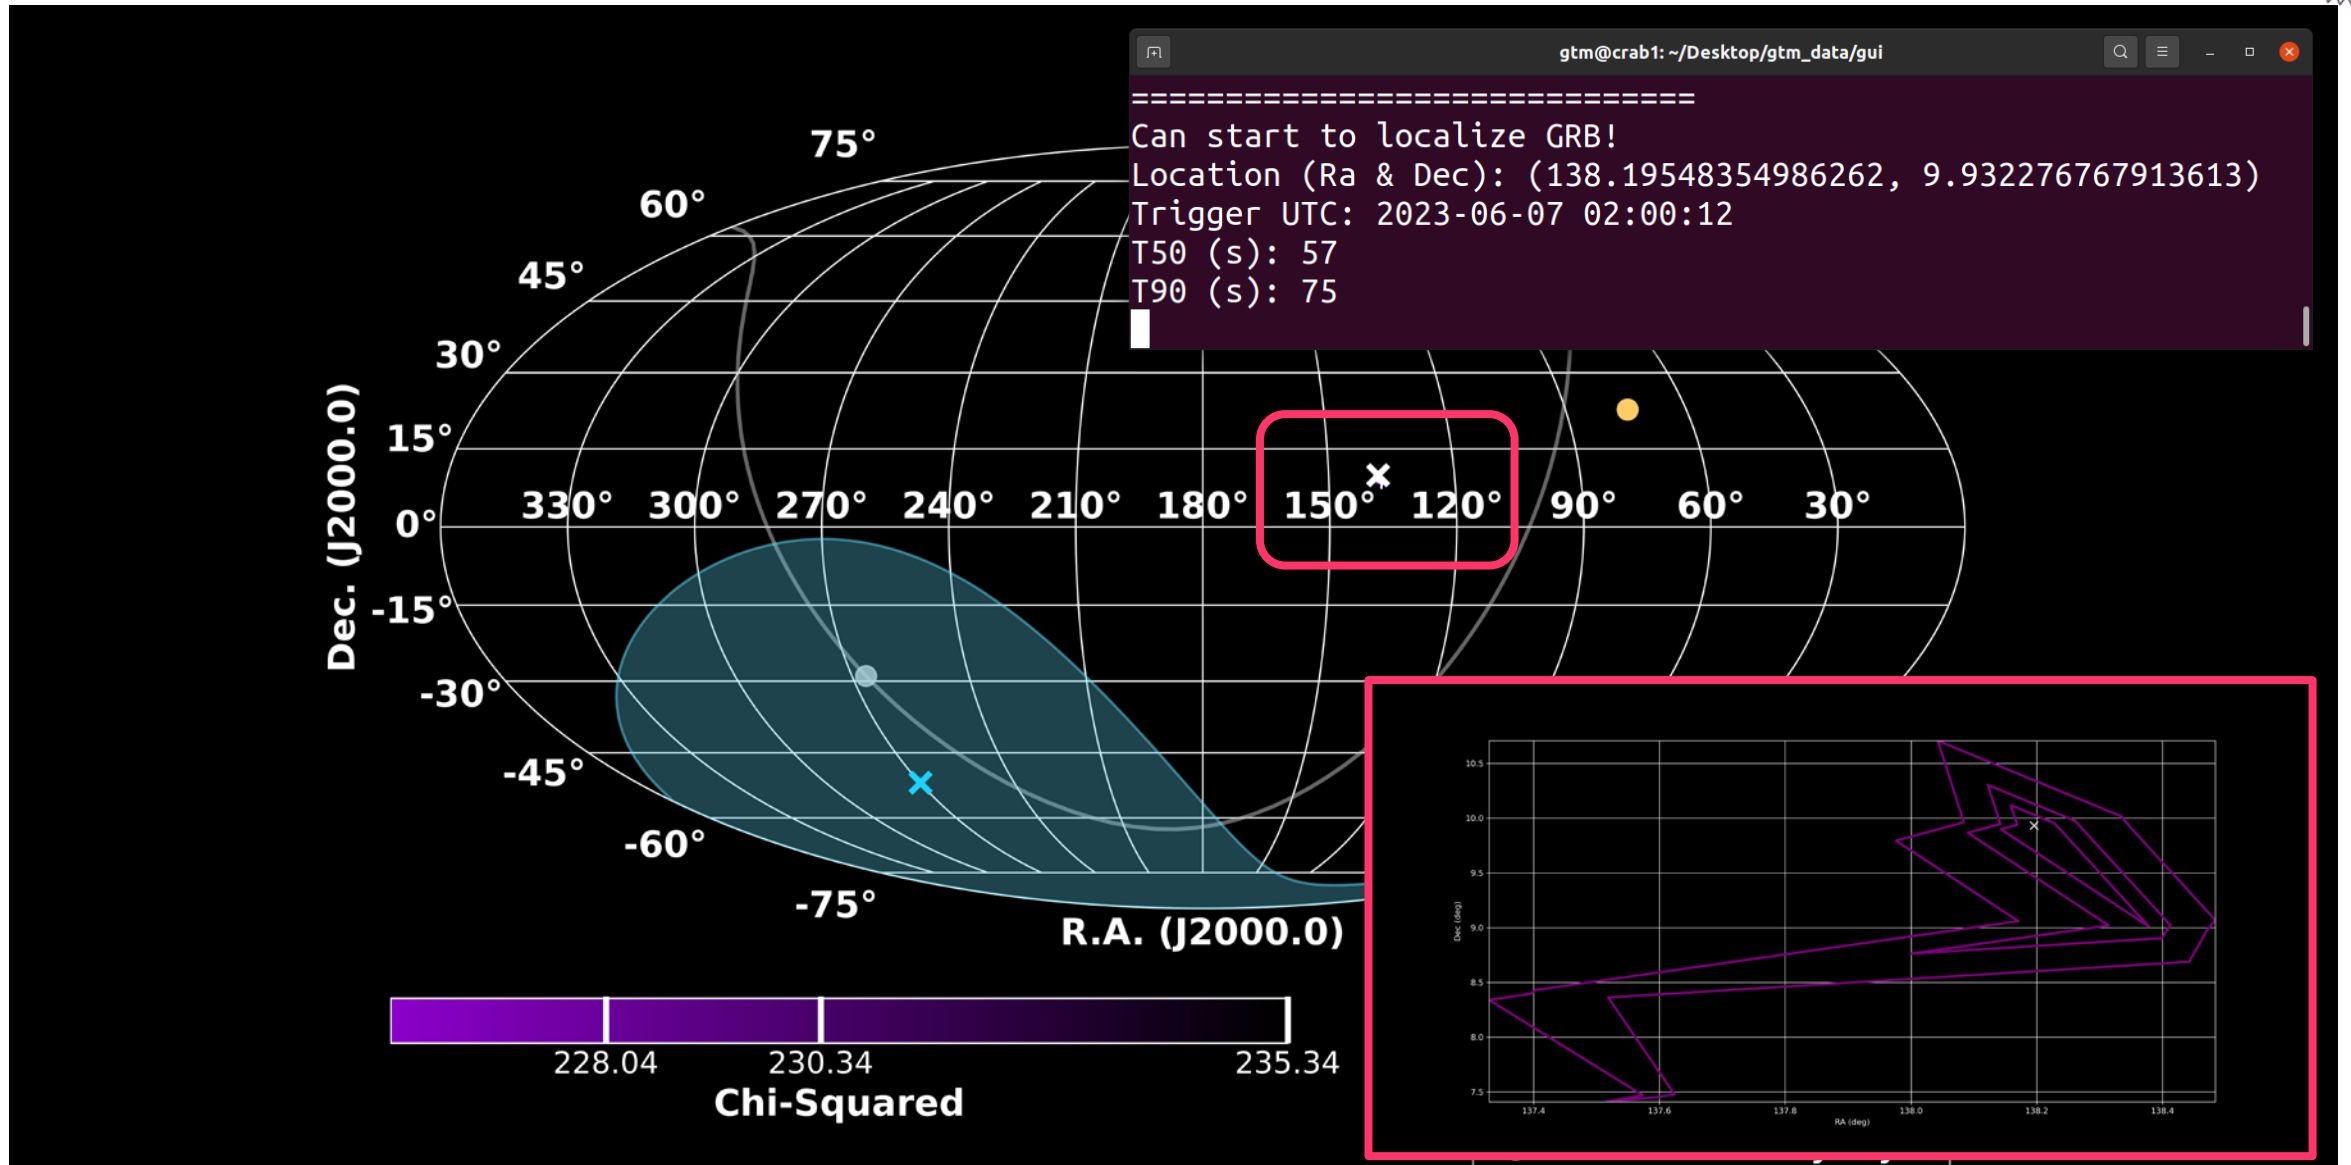 gtm@crab1: ~/Desktop/gtm_data/gui
==============================
Can start to localize GRB!
Location (Ra & Dec): (138.19548354986262, 9.932276767913613)
Trigger UTC: 2023-06-07 02:00:12
T50 (s): 57
T90 (s): 75
75°
60°
45°
30°
15°
0°
-15°
-30°
-45°
-60°
-75°
Dec. (J2000.0)
330° 300° 270° 240° 210° 180° 150° 120° 90° 60° 30°
R.A. (J2000.0)
228.04 230.34 235.34
Chi-Squared
10.5
10.0
9.5
9.0
8.5
8.0
7.5
Dec (deg)
137.4 137.6 137.8 138.0 138.2 138.4
RA (deg)